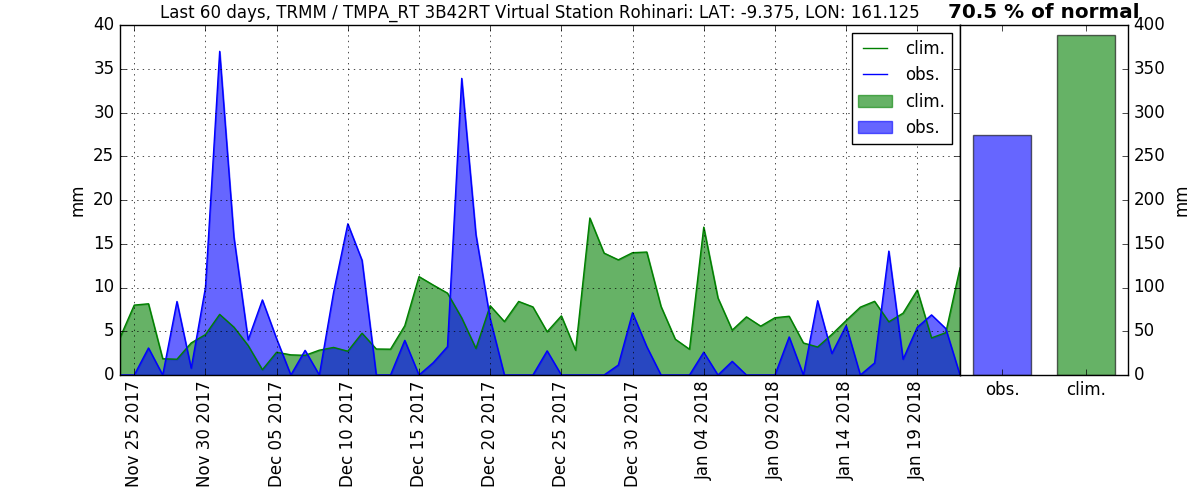 Last 60 days, TRMM / TMPA_RT 3B42RT Virtual Station Rohinari: LAT: -9.375, LON: 161.125
70.5 % of normal
40
35
30
25
20
15
10
5
0
mm
clim.
obs.
clim.
obs.
Nov 25 2017
Nov 30 2017
Dec 05 2017
Dec 10 2017
Dec 15 2017
Dec 20 2017
Dec 25 2017
Dec 30 2017
Jan 04 2018
Jan 09 2018
Jan 14 2018
Jan 19 2018
400
350
300
250
200
150
100
50
0
mm
obs.
clim.